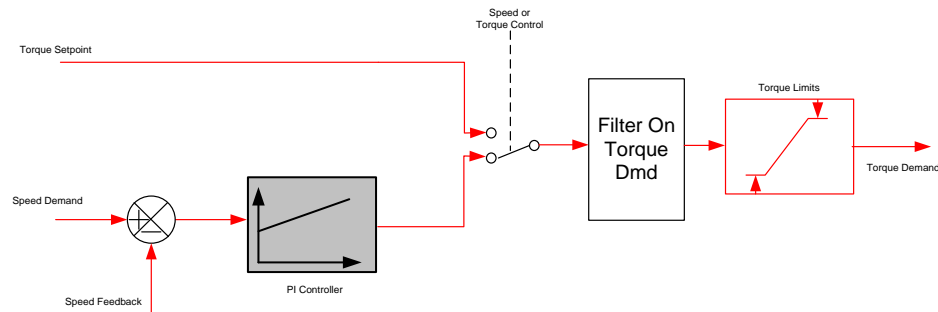 Speed or
Torque Control
Torque Setpoint
Torque Limits
Filter On
Torque
Dmd
Torque Demand
Speed Demand
PI Controller
Speed Feedback